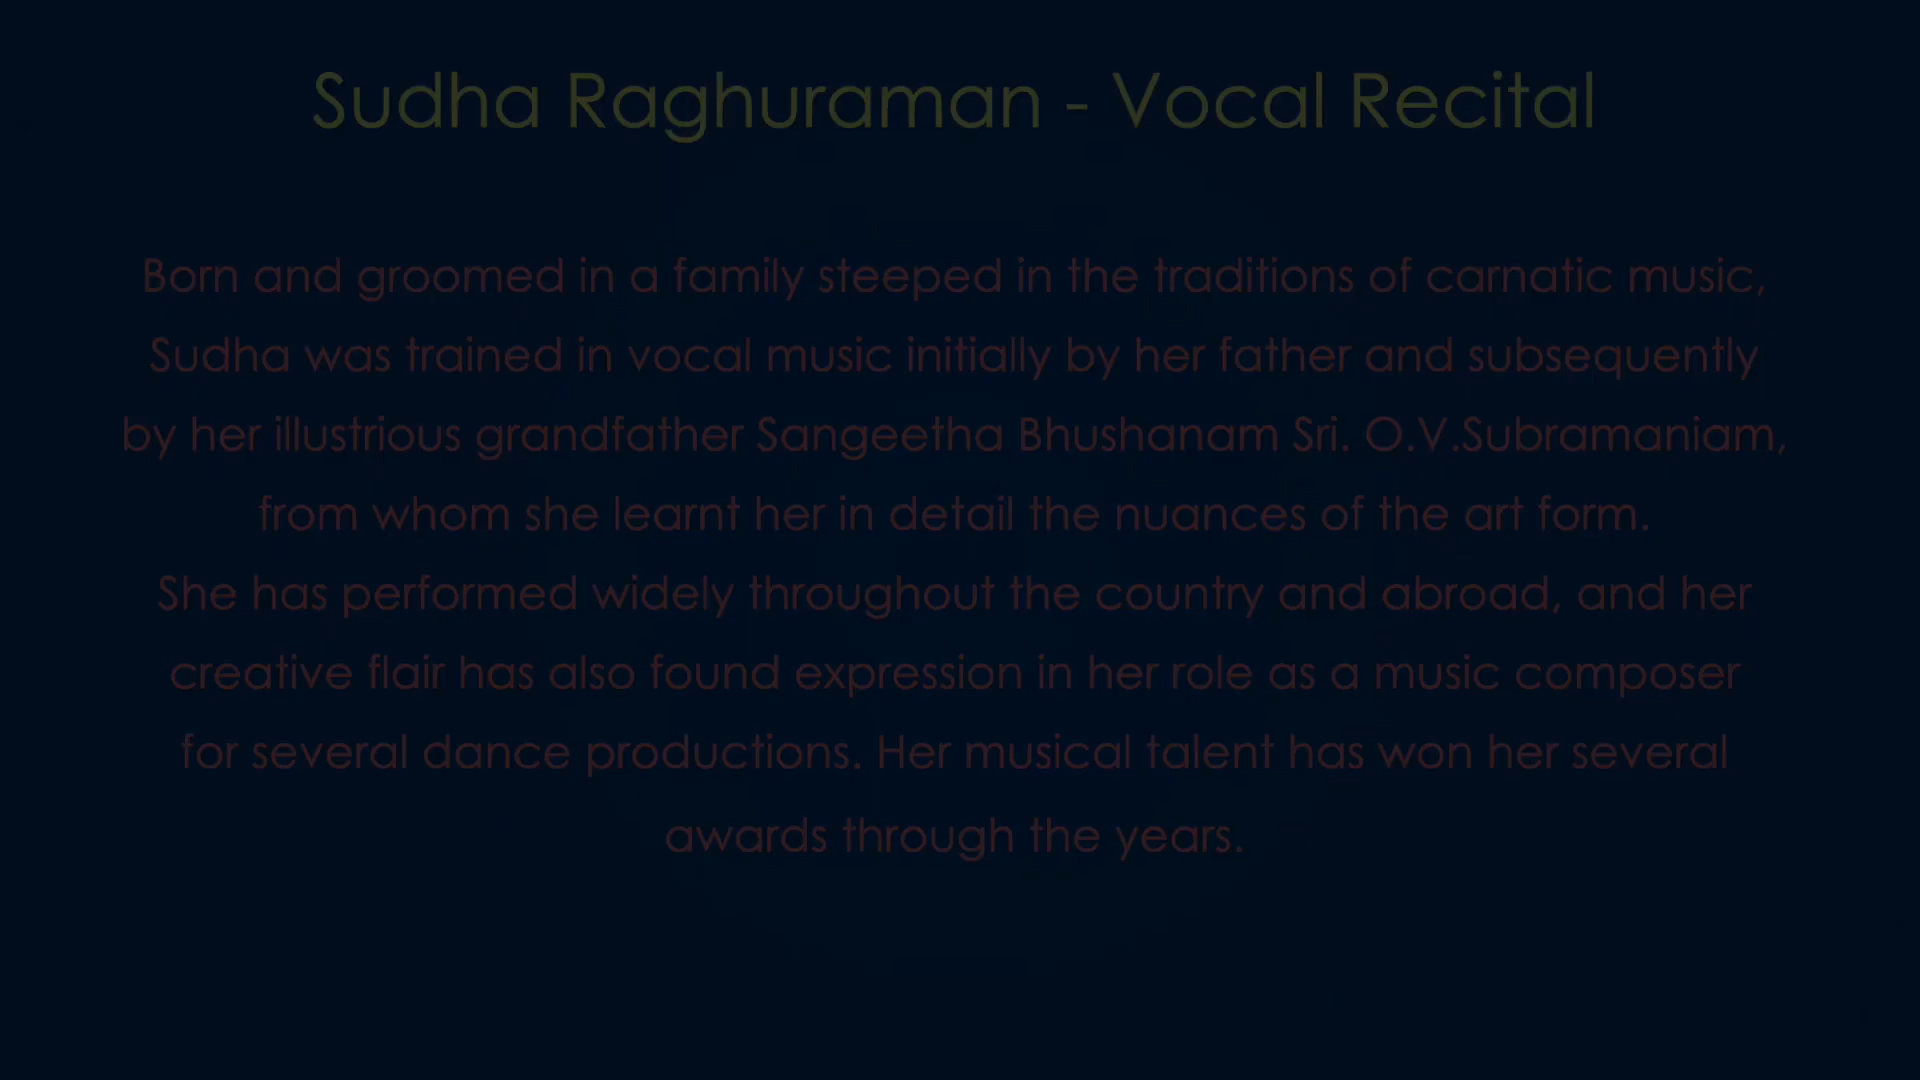 Sudha Raghuraman - Vocal Recital
Born and groomed in a family steeped in the traditions of carnatic music,
Sudha was trained in vocal music initially by her father and subsequently
by her illustrious grandfather Sangeetha Bhushanam Sri. O.V.Subramaniam,
from whom she learnt her in detail the nuances of the art form.
She has performed widely throughout the country and abroad, and her
creative flair has also found expression in her role as a music composer
for several dance productions. Her musical talent has won her several
awards through the years.